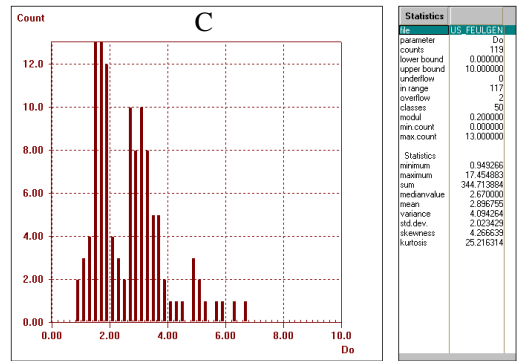 Count
C
12.0
10.0
8.00
6.00
4.00
2.00
0.00
0.00 2.00 4.00 6.00 8.00 10.0
Do
Statistics
file US_FEULGEN
parameter Do
counts 119
lower bound 0.000000
upper bound 10.000000
underflow 0
in range 117
overflow 2
classes 50
modul 0.200000
min.count 0.000000
max.count 13.000000
Statistics
minimum 0.949266
maximum 17.454883
sum 344.713884
medianvalue 2.670000
mean 2.896755
variance 4.094264
std.dev. 2.023429
skewness 4.266639
kurtosis 25.216314